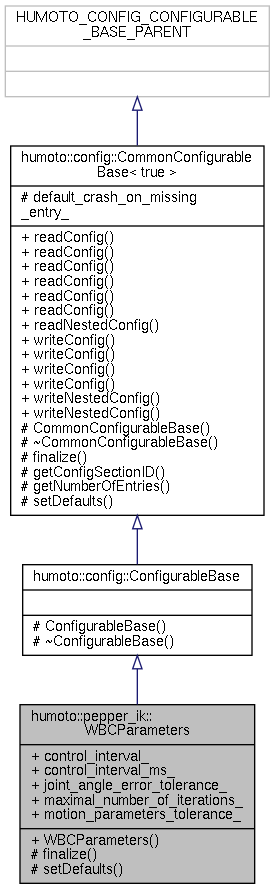 HUMOTO_CONFIG_CONFIGURABLE
_BASE_PARENT
humoto::config::CommonConfigurable
Base< true >
# default_crash_on_missing
_entry_
+ readConfig()
+ readConfig()
+ readConfig()
+ readConfig()
+ readConfig()
+ readConfig()
+ readNestedConfig()
+ writeConfig()
+ writeConfig()
+ writeConfig()
+ writeConfig()
+ writeNestedConfig()
+ writeNestedConfig()
# CommonConfigurableBase()
# ~CommonConfigurableBase()
# finalize()
# getConfigSectionID()
# getNumberOfEntries()
# setDefaults()
humoto::config::ConfigurableBase
# ConfigurableBase()
# ~ConfigurableBase()
humoto::pepper_ik::
WBCParameters
+ control_interval_
+ control_interval_ms_
+ joint_angle_error_tolerance_
+ maximal_number_of_iterations_
+ motion_parameters_tolerance_
+ WBCParameters()
# finalize()
# setDefaults()